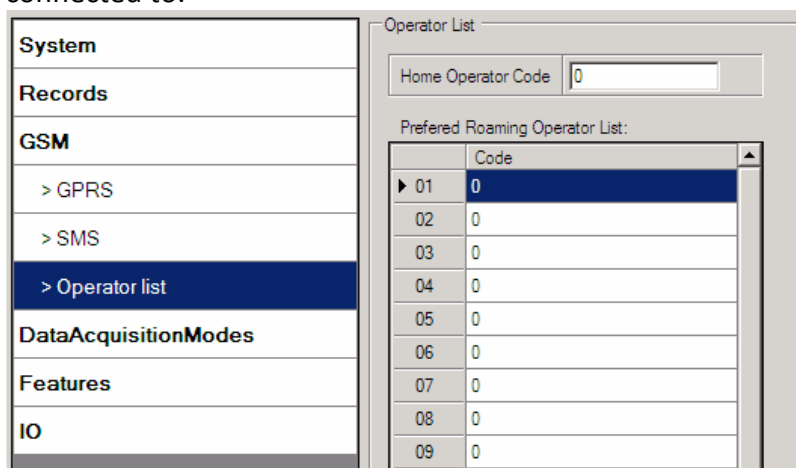 connected to.
System
Records
GSM
> GPRS
> SMS
> Operator list
DataAcquisitionModes
Features
IO
Operator List
Home Operator Code 0
Prefered Roaming Operator List:
Code
01 0
02 0
03 0
04 0
05 0
06 0
07 0
08 0
09 0